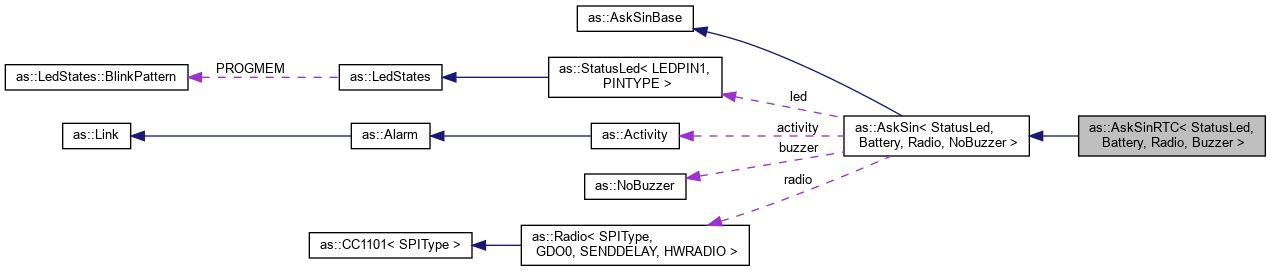 as::AskSinBase
as::LedStates::BlinkPattern
PROGMEM
as::LedStates
as::StatusLed< LEDPIN1,
PINTYPE >
led
as::Link
as::Alarm
as::Activity
activity
buzzer
as::AskSin< StatusLed,
Battery, Radio, NoBuzzer >
as::AskSinRTC< StatusLed,
Battery, Radio, Buzzer >
as::NoBuzzer
radio
as::CC1101< SPIType >
as::Radio< SPIType,
GDO0, SENDDELAY, HWRADIO >